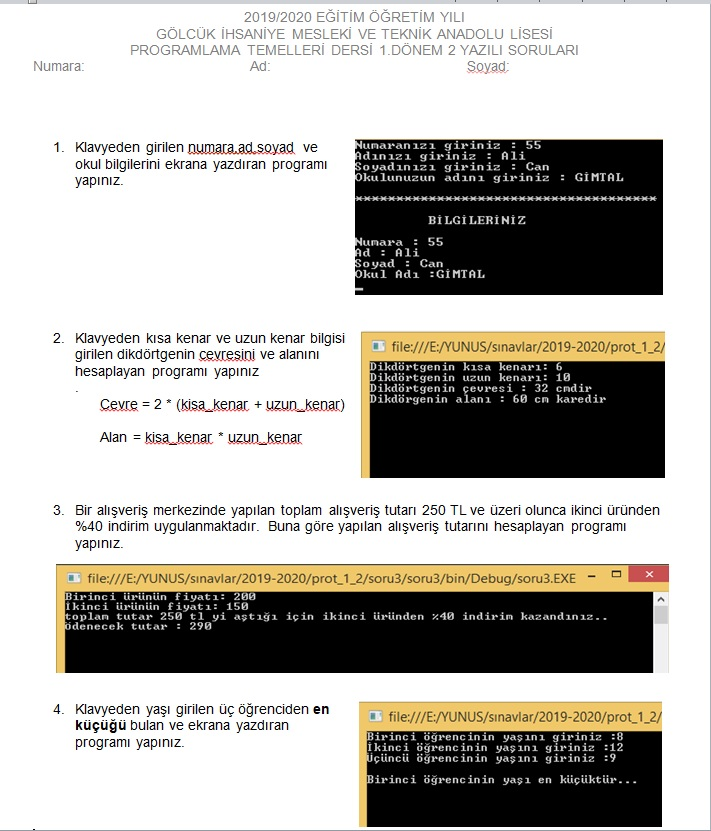 2019/2020 EĞİTİM ÖĞRETİM YILI
GÖLCÜK İHSANİYE MESLEKİ VE TEKNİK ANADOLU LİSESİ
PROGRAMLAMA TEMELLERİ DERSİ 1.DÖNEM 2 YAZILI SORULARI
Numara: Ad: Soyad:
1. Klavyeden girilen numara,ad,soyad ve
okul bilgilerini ekrana yazdıran programı
yapınız.
Numaranızı giriniz : 55
Adınızı giriniz : Ali
Soyadınızı giriniz : Can
Okulunuzun adını giriniz : GİMTAL
*************************************
BİLGİLERİNİZ
Numara : 55
Ad : Ali
Soyad : Can
Okul Adı :GİMTAL
2. Klavyeden kısa kenar ve uzun kenar bilgisi
girilen dikdörtgenin çevresini ve alanını
hesaplayan programı yapınız
.
Cevre = 2 * (kisa_kenar + uzun_kenar)
Alan = kisa_kenar * uzun_kenar
file:///E:/YUNUS/sınavlar/2019-2020/prot_1_2/
Dikdörtgenin kısa kenarı: 6
Dikdörtgenin uzun kenarı: 10
Dikdörtgenin çevresi : 32 cmdir
Dikdörgenin alanı : 60 cm karedir
3. Bir alışveriş merkezinde yapılan toplam alışveriş tutarı 250 TL ve üzeri olunca ikinci üründen
%40 indirim uygulanmaktadır. Buna göre yapılan alışveriş tutarını hesaplayan programı
yapınız.
file:///E:/YUNUS/sınavlar/2019-2020/prot_1_2/soru3/soru3/bin/Debug/soru3.EXE
Birinci ürünün fiyatı: 200
İkinci ürünün fiyatı: 150
toplam tutar 250 tl yi aştığı için ikinci üründen %40 indirim kazandınız..
ödenecek tutar : 290
4. Klavyeden yaşı girilen üç öğrenciden en
küçüğü bulan ve ekrana yazdıran
programı yapınız.
file:///E:/YUNUS/sınavlar/2019-2020/prot_1_2/
Birinci öğrencinin yaşını giriniz :8
İkinci öğrencinin yaşını giriniz :12
Üçüncü öğrencinin yaşını giriniz :9
Birinci öğrencinin yaşı en küçüktür...